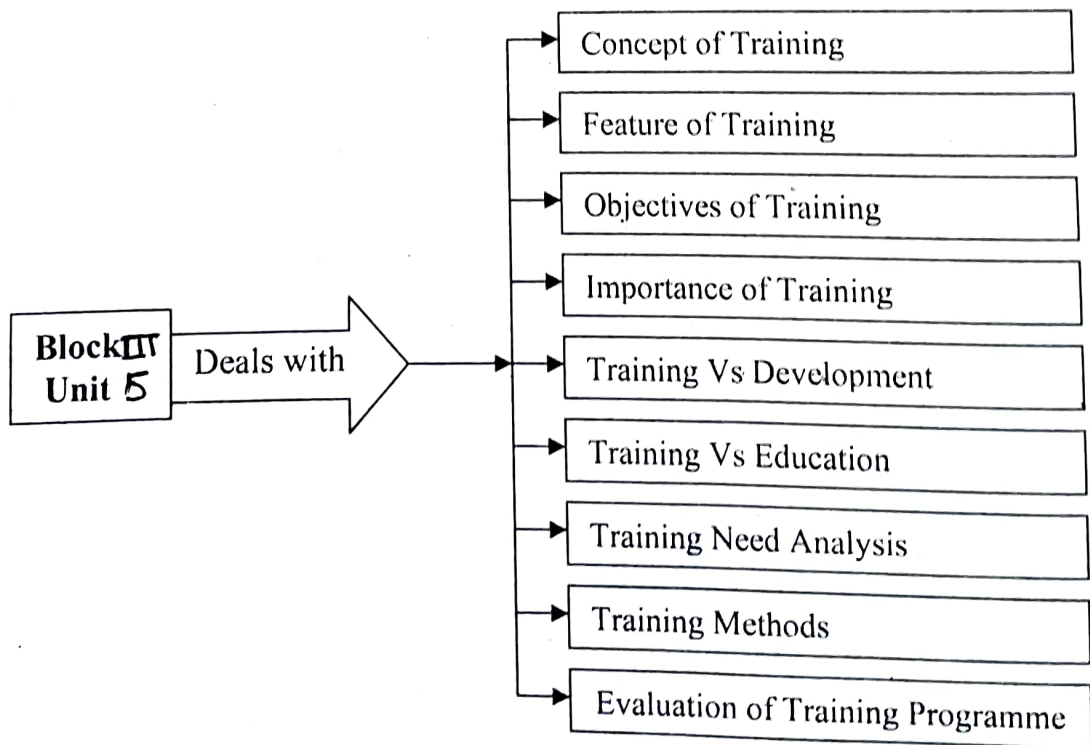 Concept of Training
Feature of Training
Objectives of Training
Importance of Training
Block III
Unit 5
Deals with
Training Vs Development
Training Vs Education
Training Need Analysis
Training Methods
Evaluation of Training Programme